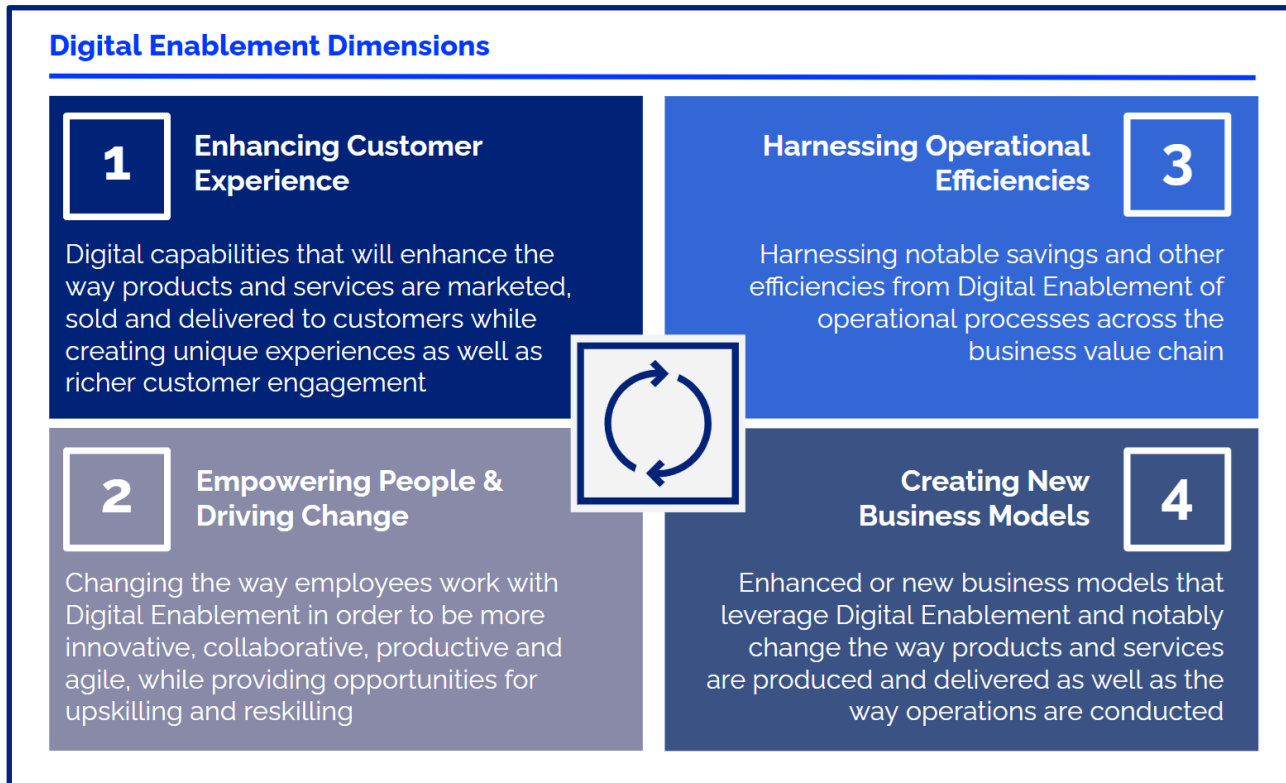 Digital Enablement Dimensions
1
Enhancing Customer
Experience
Digital capabilities that will enhance the
way products and services are marketed,
sold and delivered to customers while
creating unique experiences as well as
richer customer engagement
2
Empowering People &
Driving Change
Changing the way employees work with
Digital Enablement in order to be more
innovative, collaborative, productive and
agile, while providing opportunities for
upskilling and reskilling
Harnessing Operational
Efficiencies
3
Harnessing notable savings and other
efficiencies from Digital Enablement of
operational processes across the
business value chain
Creating New
Business Models
4
Enhanced or new business models that
leverage Digital Enablement and notably
change the way products and services
are produced and delivered as well as the
way operations are conducted